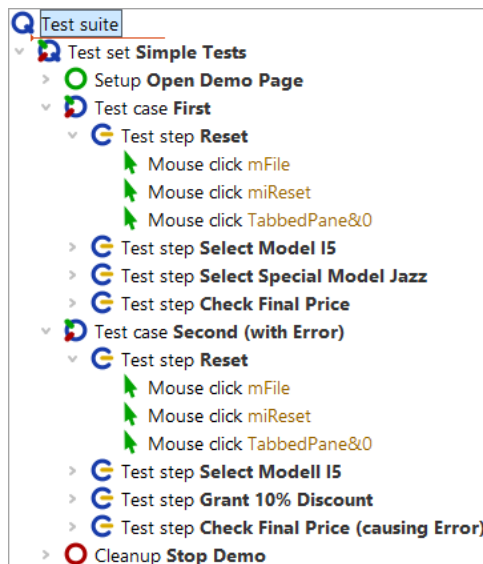 Test suite
Test set Simple Tests
Setup Open Demo Page
Test case First
Test step Reset
Mouse click mFile
Mouse click miReset
Mouse click TabbedPane&0
Test step Select Model I5
Test step Select Special Model Jazz
Test step Check Final Price
Test case Second (with Error)
Test step Reset
Mouse click mFile
Mouse click miReset
Mouse click TabbedPane&0
Test step Select Modell I5
Test step Grant 10% Discount
Test step Check Final Price (causing Error)
Cleanup Stop Demo